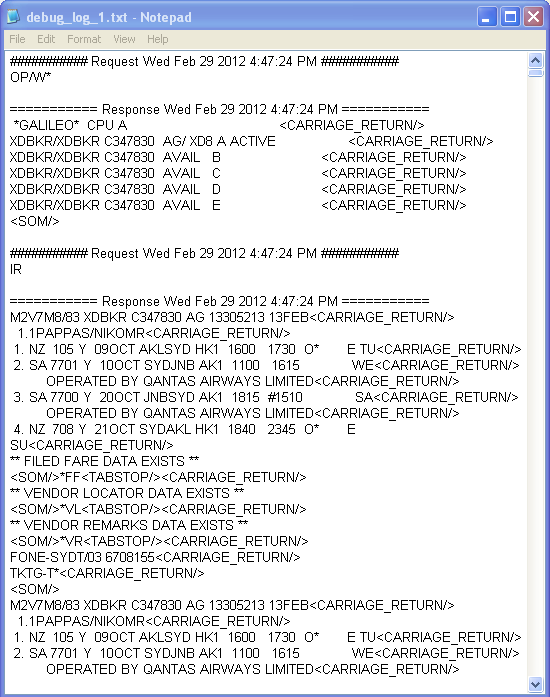 debug_log_1.txt - Notepad
File Edit Format View Help
########## Request Wed Feb 29 2012 4:47:24 PM ##########
OP/W*
=========== Response Wed Feb 29 2012 4:47:24 PM ===========
*GALILEO* CPU A <CARRIAGE_RETURN/>
XDBKR/XDBKR C347830 AG/ XD8 A ACTIVE <CARRIAGE_RETURN/>
XDBKR/XDBKR C347830 AVAIL B <CARRIAGE_RETURN/>
XDBKR/XDBKR C347830 AVAIL C <CARRIAGE_RETURN/>
XDBKR/XDBKR C347830 AVAIL D <CARRIAGE_RETURN/>
XDBKR/XDBKR C347830 AVAIL E <CARRIAGE_RETURN/>
<SOM/>
########## Request Wed Feb 29 2012 4:47:24 PM ##########
IR
=========== Response Wed Feb 29 2012 4:47:24 PM ===========
M2V7M8/83 XDBKR C347830 AG 13305213 13FEB<CARRIAGE_RETURN/>
1.1PAPPAS/NIKOMR<CARRIAGE_RETURN/>
1. NZ 105 Y 09OCT AKLSYD HK1 1600 1730 O* E TU<CARRIAGE_RETURN/>
2. SA 7701 Y 10OCT SYDJNB AK1 1100 1615 WE<CARRIAGE_RETURN/>
OPERATED BY QANTAS AIRWAYS LIMITED<CARRIAGE_RETURN/>
3. SA 7700 Y 20OCT JNBSYD AK1 1815 #1510 SA<CARRIAGE_RETURN/>
OPERATED BY QANTAS AIRWAYS LIMITED<CARRIAGE_RETURN/>
4. NZ 708 Y 21OCT SYDAKL HK1 1840 2345 O* E
SU<CARRIAGE_RETURN/>
** FILED FARE DATA EXISTS **
<SOM/>*FF<TABSTOP/><CARRIAGE_RETURN/>
** VENDOR LOCATOR DATA EXISTS **
<SOM/>*VL<TABSTOP/><CARRIAGE_RETURN/>
** VENDOR REMARKS DATA EXISTS **
<SOM/>*VR<TABSTOP/><CARRIAGE_RETURN/>
FONE-SYDT/03 6708155<CARRIAGE_RETURN/>
TKTG-T*<CARRIAGE_RETURN/>
<SOM/>
M2V7M8/83 XDBKR C347830 AG 13305213 13FEB<CARRIAGE_RETURN/>
1.1PAPPAS/NIKOMR<CARRIAGE_RETURN/>
1. NZ 105 Y 09OCT AKLSYD HK1 1600 1730 O* E TU<CARRIAGE_RETURN/>
2. SA 7701 Y 10OCT SYDJNB AK1 1100 1615 WE<CARRIAGE_RETURN/>
OPERATED BY QANTAS AIRWAYS LIMITED<CARRIAGE_RETURN/>